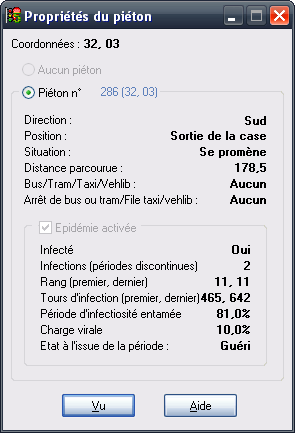 Propriétés du piéton
Coordonnées : 32, 03
Aucun piéton
Piéton n° 286 (32, 03)
Direction : Sud
Position : Sortie de la case
Situation : Se promène
Distance parcourue : 178,5
Bus/Tram/Taxi/Vehlib : Aucun
Arrêt de bus ou tram/File taxi/vehlib : Aucun
Epidémie activée
Infecté Oui
Infections (périodes discontinues) 2
Rang (premier, dernier) 11, 11
Tours d'infection (premier, dernier) 465, 642
Période d'infectiosité entamée 81,0%
Charge virale 10,0%
Etat à l'issue de la période : Guéri
Vu Aide